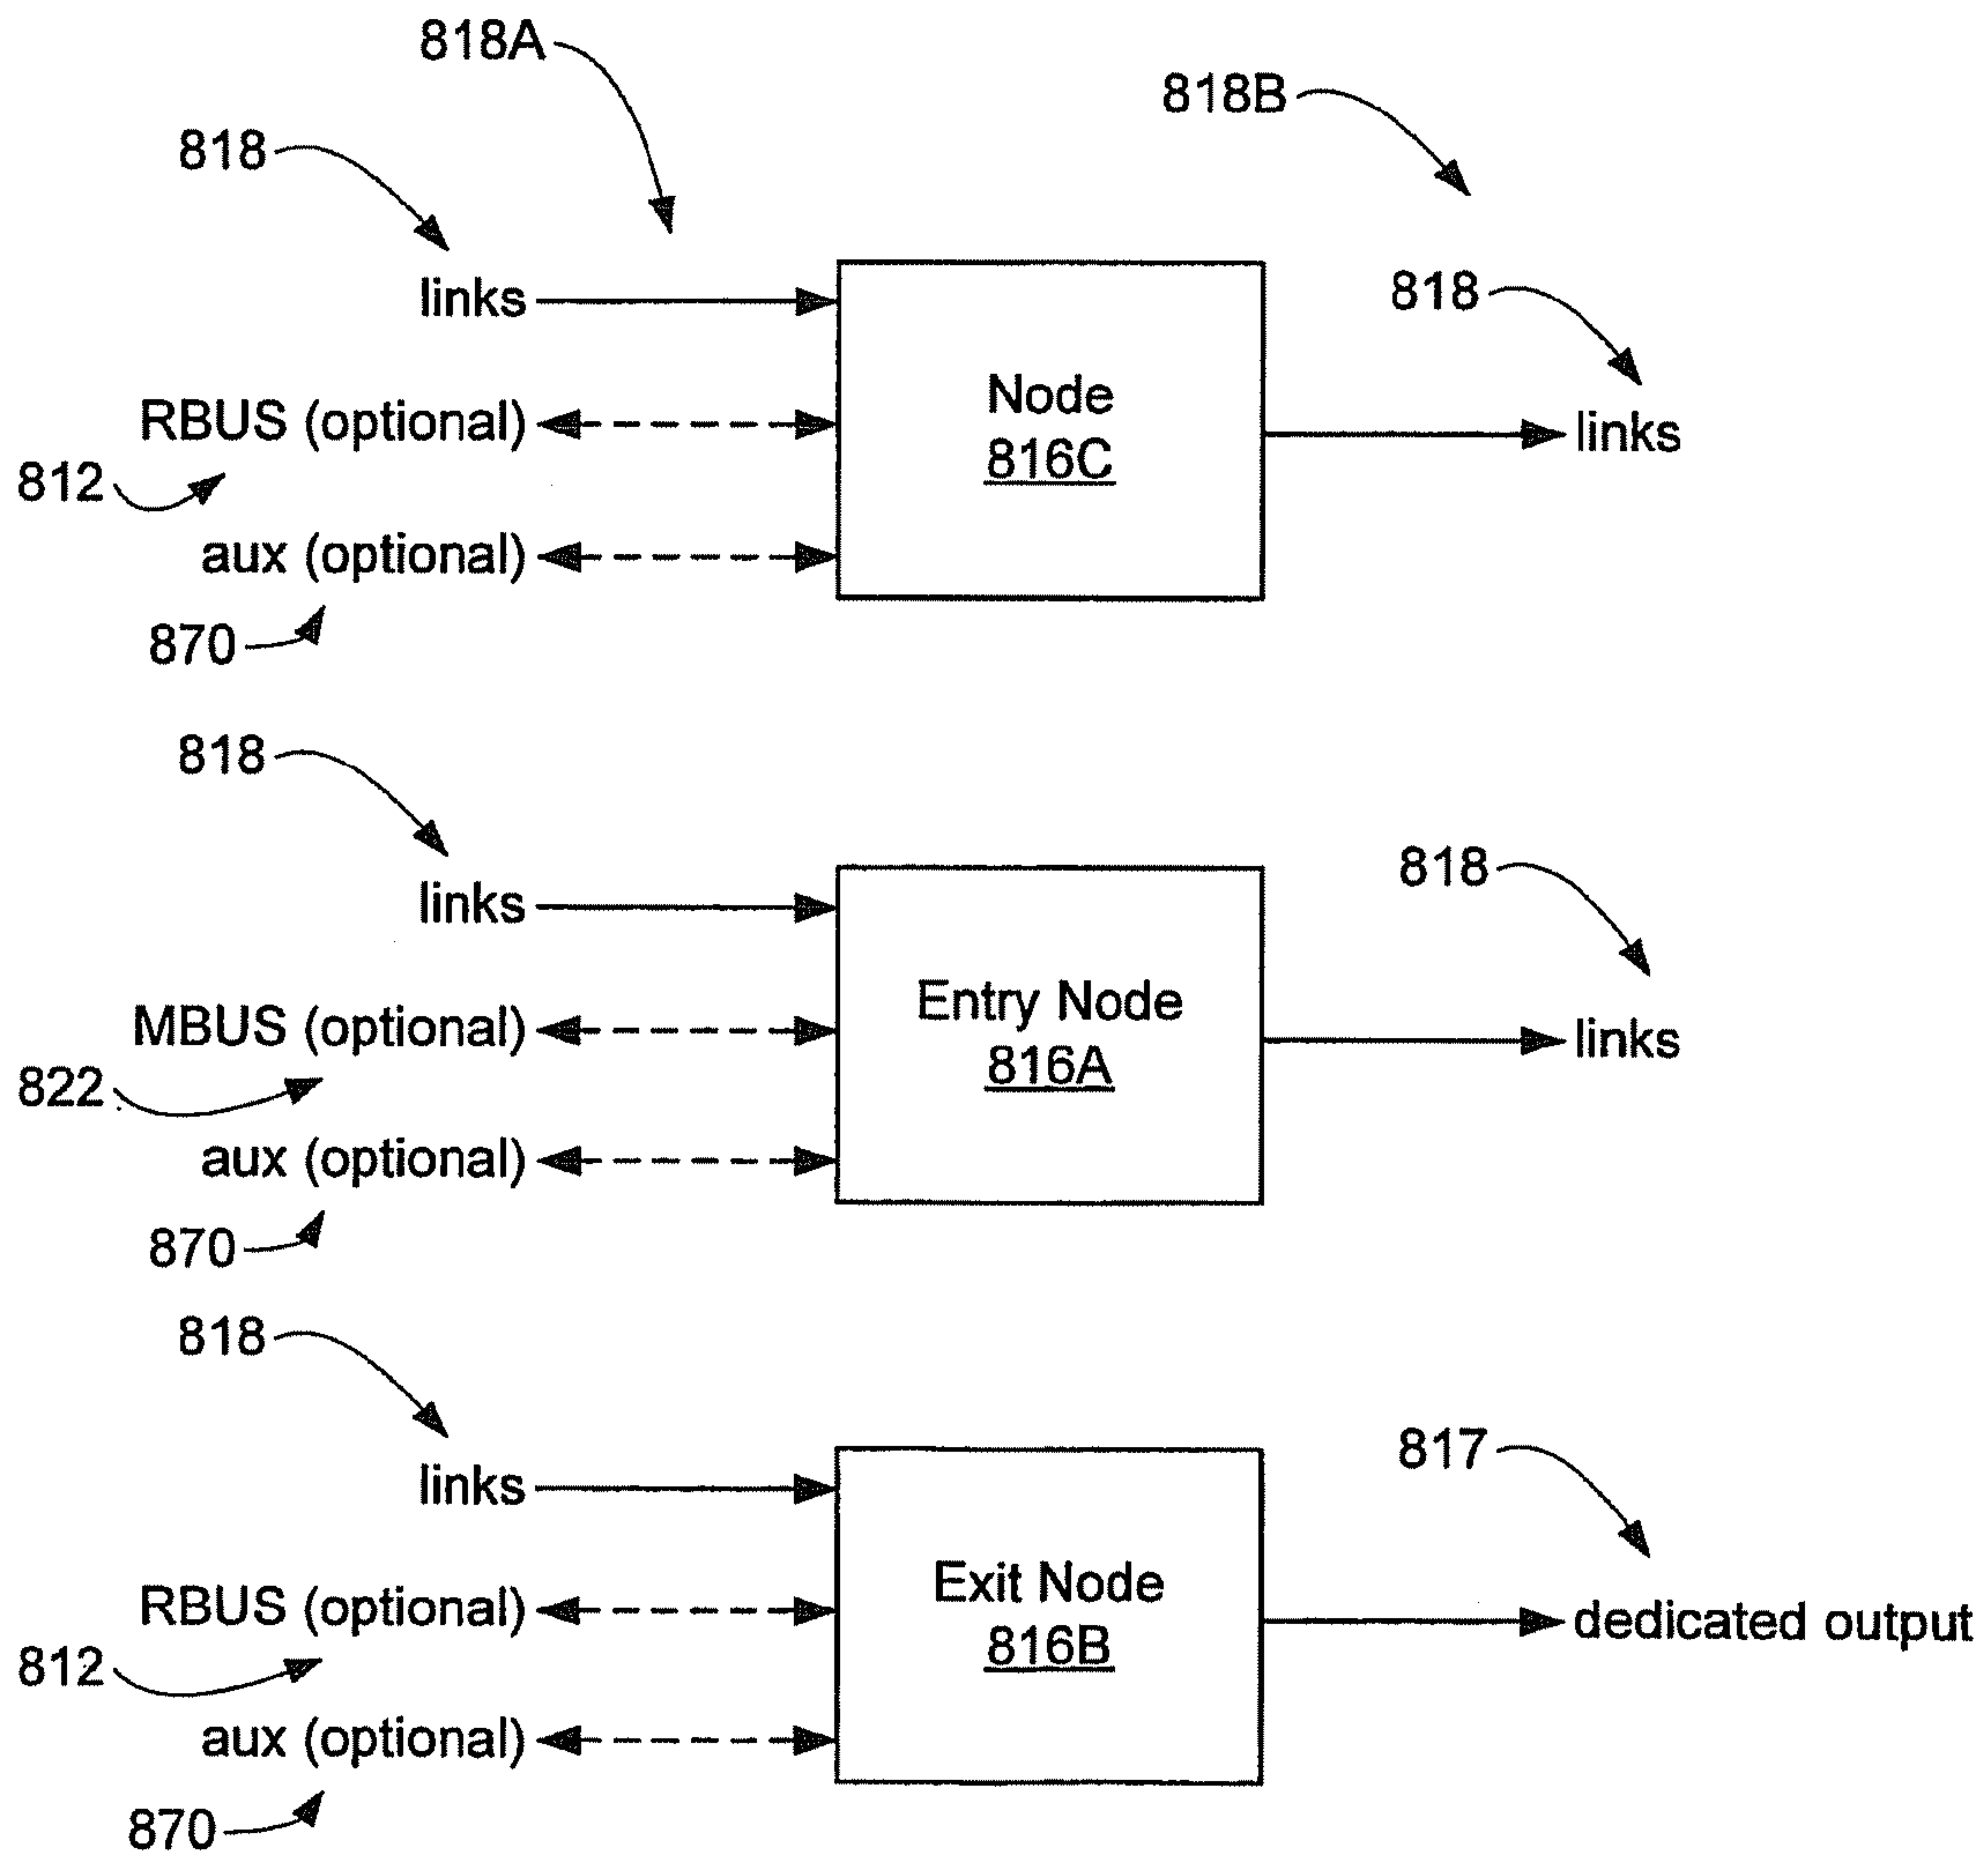 818A
818B
818
818
links
links
RBUS (optional)
Node
816C
812
aux (optional)
870
818
818
links
links
MBUS (optional)
Entry Node
816A
822
aux (optional)
870
818
817
links
dedicated output
RBUS (optional)
Exit Node
816B
812
aux (optional)
870